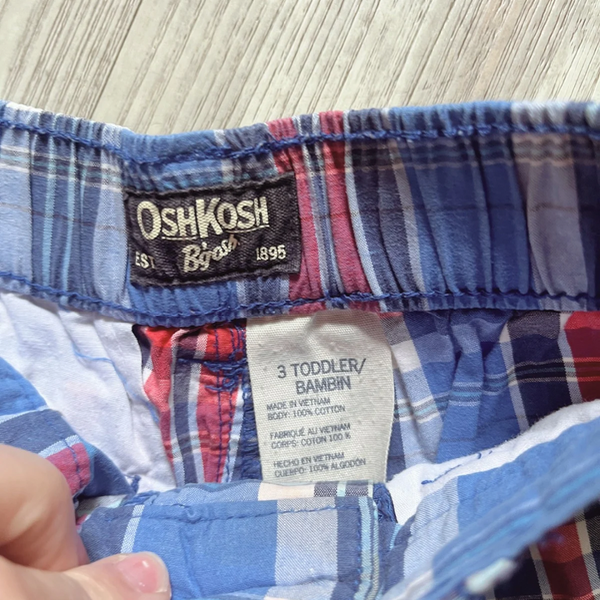 OSHKOSH
EST B'gosh 1895
3 TODDLER/
BAMBIN
MADE IN VIETNAM
BODY: 100% COTTON
FABRIQUÉ AU VIETNAM
CORPS: COTON 100 %
HECHO EN VIETNAM
CUERPO: 100% ALGODÓN